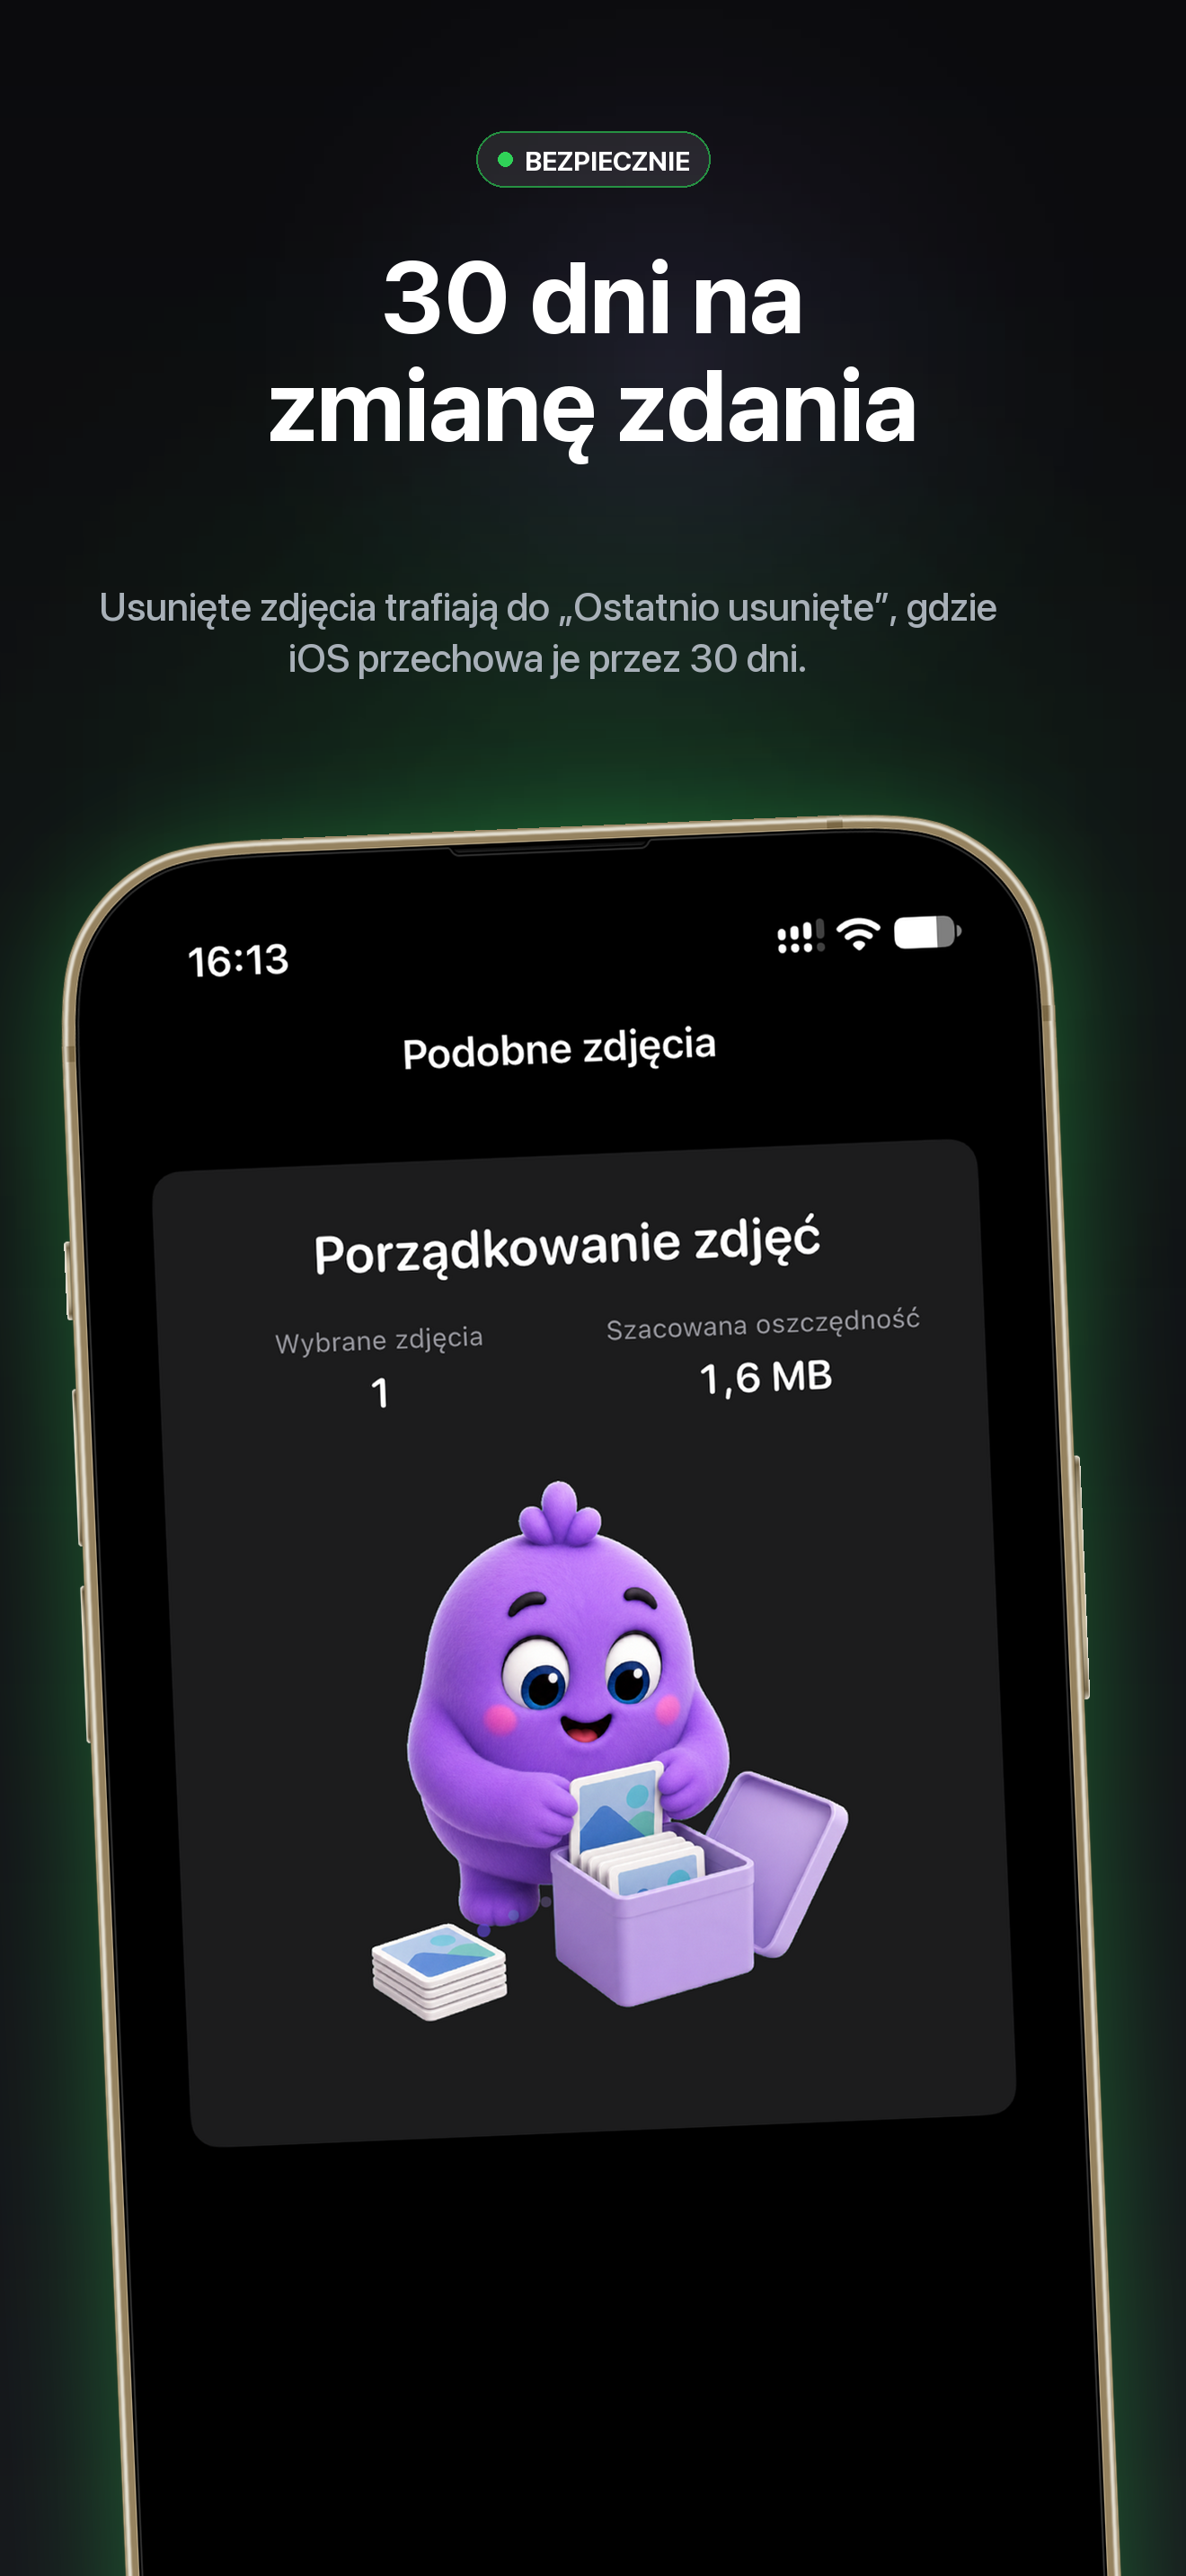 BEZPIECZNIE
30 dni na
zmianę zdania
Usunięte zdjęcia trafiają do „Ostatnio usunięte”, gdzie
iOS przechowa je przez 30 dni.
16:13
Podobne zdjęcia
Porządkowanie zdjęć
Wybrane zdjęcia
1
Szacowana oszczędność
1,6 MB